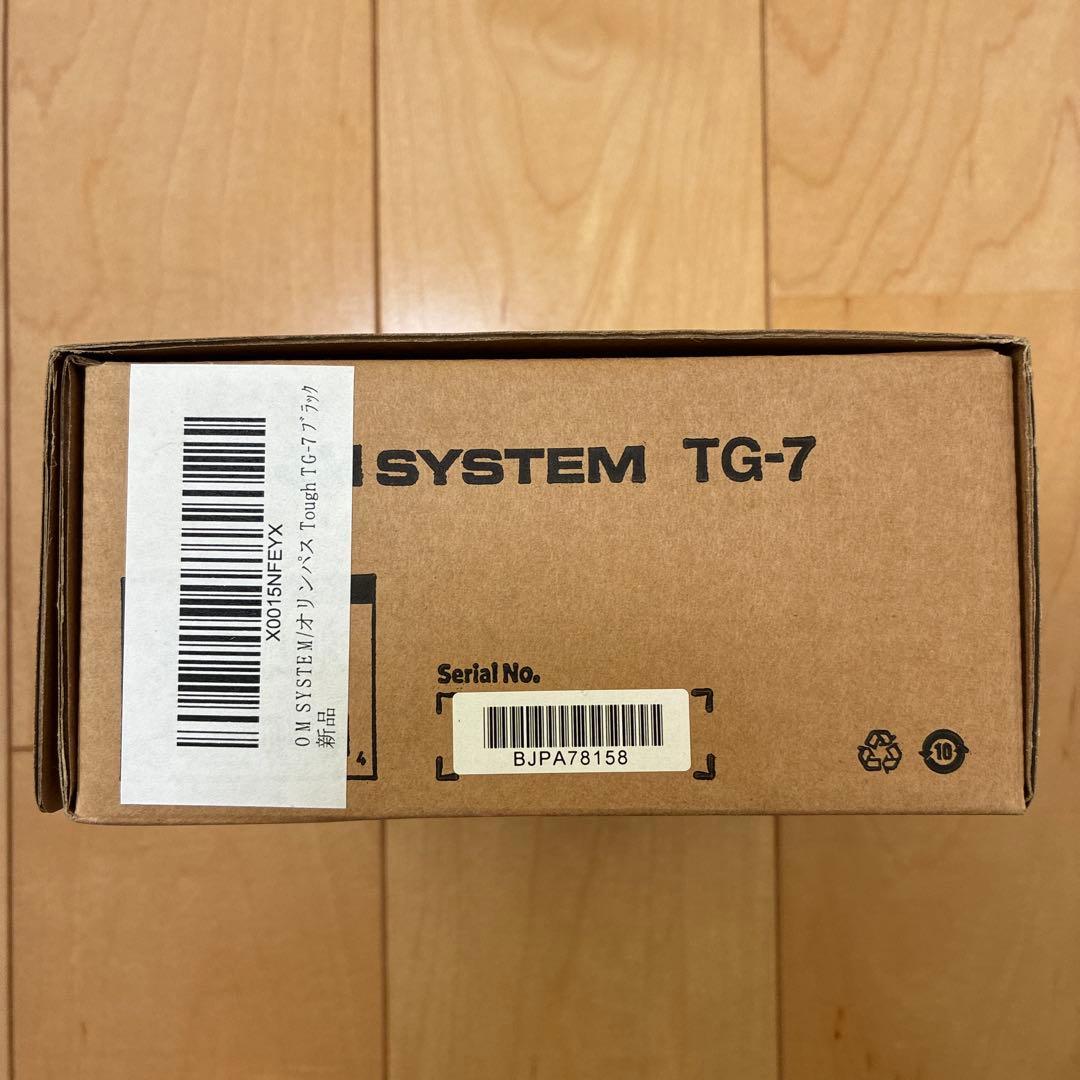 SYSTEM TG-7
X0015NFEYX
OM SYSTEM/オリンパス Tough TG-7ブラック
新品
4
Serial No.
BJPA78158
10